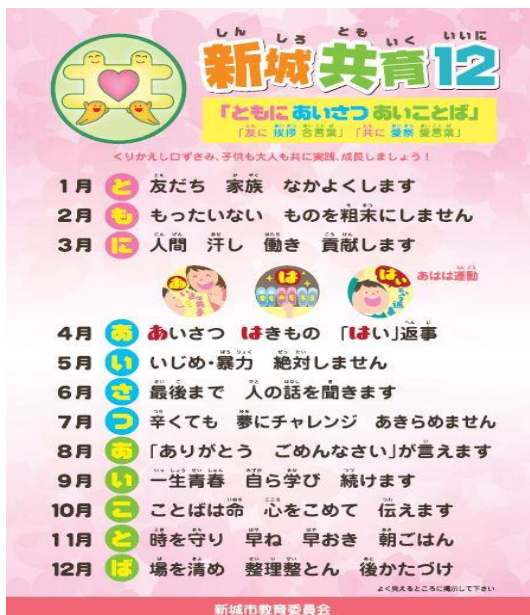 新城共育12
「ともにあいさつ あいことば」
「友に 挨拶 合言葉」「共に 愛察 愛言葉」
くりかえし口ずさみ、子供も大人も共に実践、成長しましょう！
1月 と 友だち 家族 なかよくします
2月 も もったいない ものを粗末にしません
3月 に 人間 汗し 働き 貢献します
あ は はい あはは運動
4月 あ あいさつ はきもの 「はい」返事
5月 い いじめ・暴力 絶対しません
6月 さ 最後まで 人の話を聞きます
7月 つ 辛くても 夢にチャレンジ あきらめません
8月 あ 「ありがとう ごめんなさい」が言えます
9月 い 一生青春 自ら学び 続けます
10月 こ ことばは命 心をこめて 伝えます
11月 と 時を守り 早ね 早おき 朝ごはん
12月 ば 場を清め 整理整とん 後かたづけ
よく見えるところに掲示して下さい
新城市教育委員会